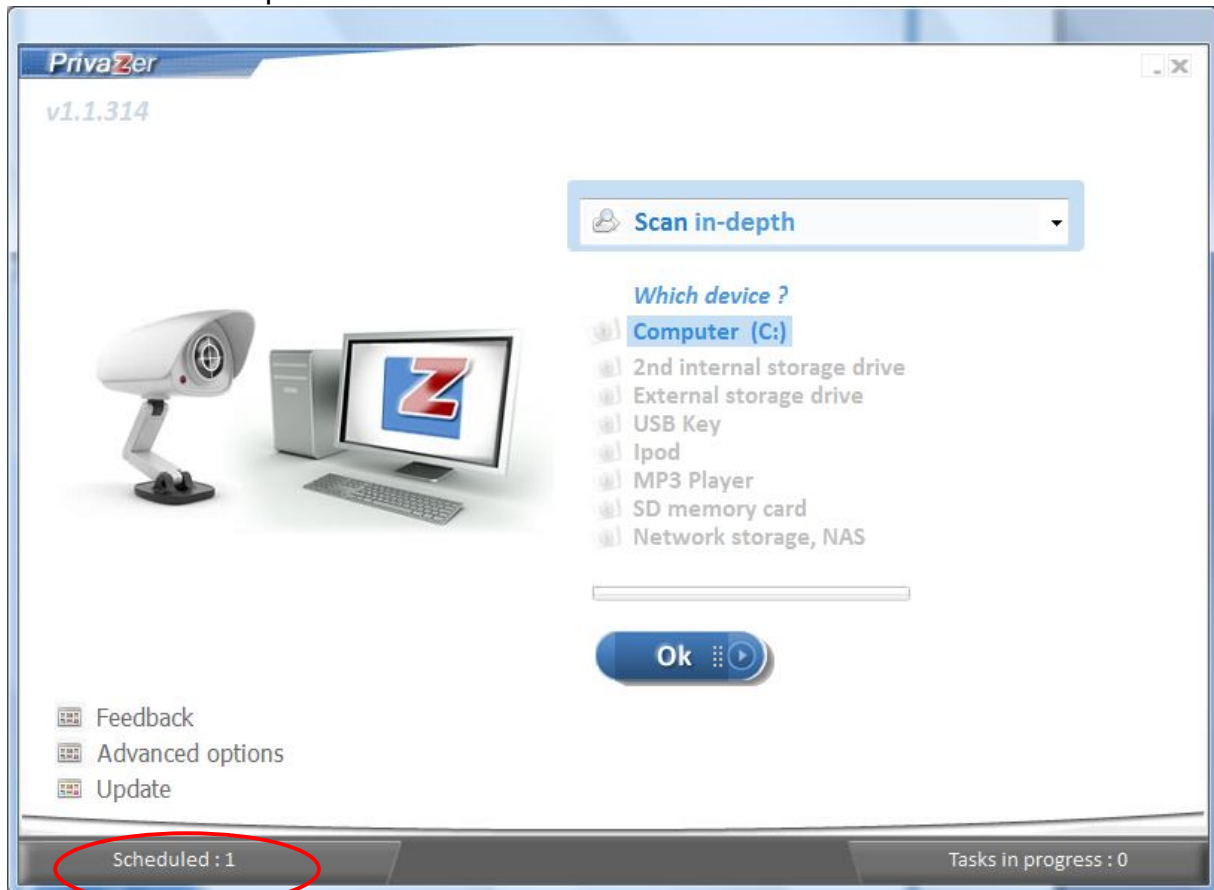 PrivaZer
v1.1.314
Scan in-depth
Which device ?
Computer (C:)
2nd internal storage drive
External storage drive
USB Key
Ipod
MP3 Player
SD memory card
Network storage, NAS
Ok
Feedback
Advanced options
Update
Scheduled : 1
Tasks in progress : 0